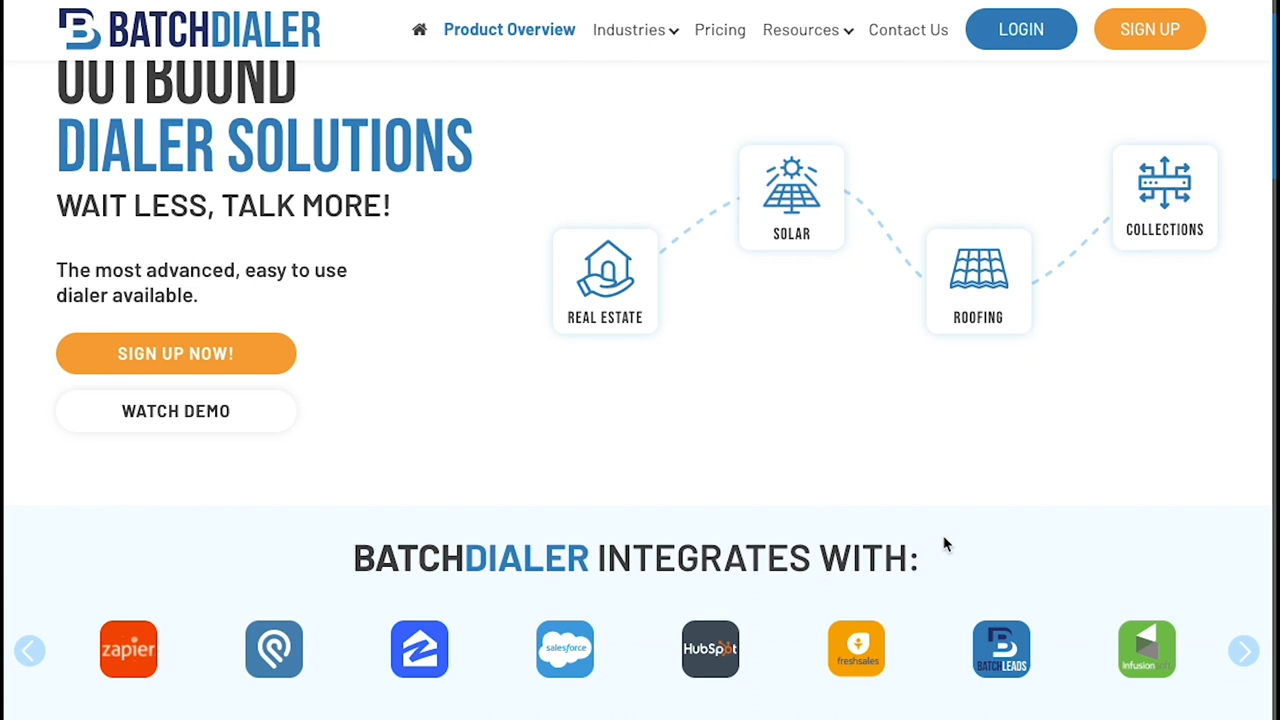 BATCHDIALER
Product Overview
Industries
Pricing
Resources
Contact Us
LOGIN
SIGN UP
OUTBOUND
DIALER SOLUTIONS
WAIT LESS, TALK MORE!
The most advanced, easy to use
dialer available.
SIGN UP NOW!
WATCH DEMO
REAL ESTATE
SOLAR
ROOFING
COLLECTIONS
BATCHDIALER INTEGRATES WITH:
zapier
salesforce
HubSpot
freshsales
BATCHLEADS
Infusionsoft